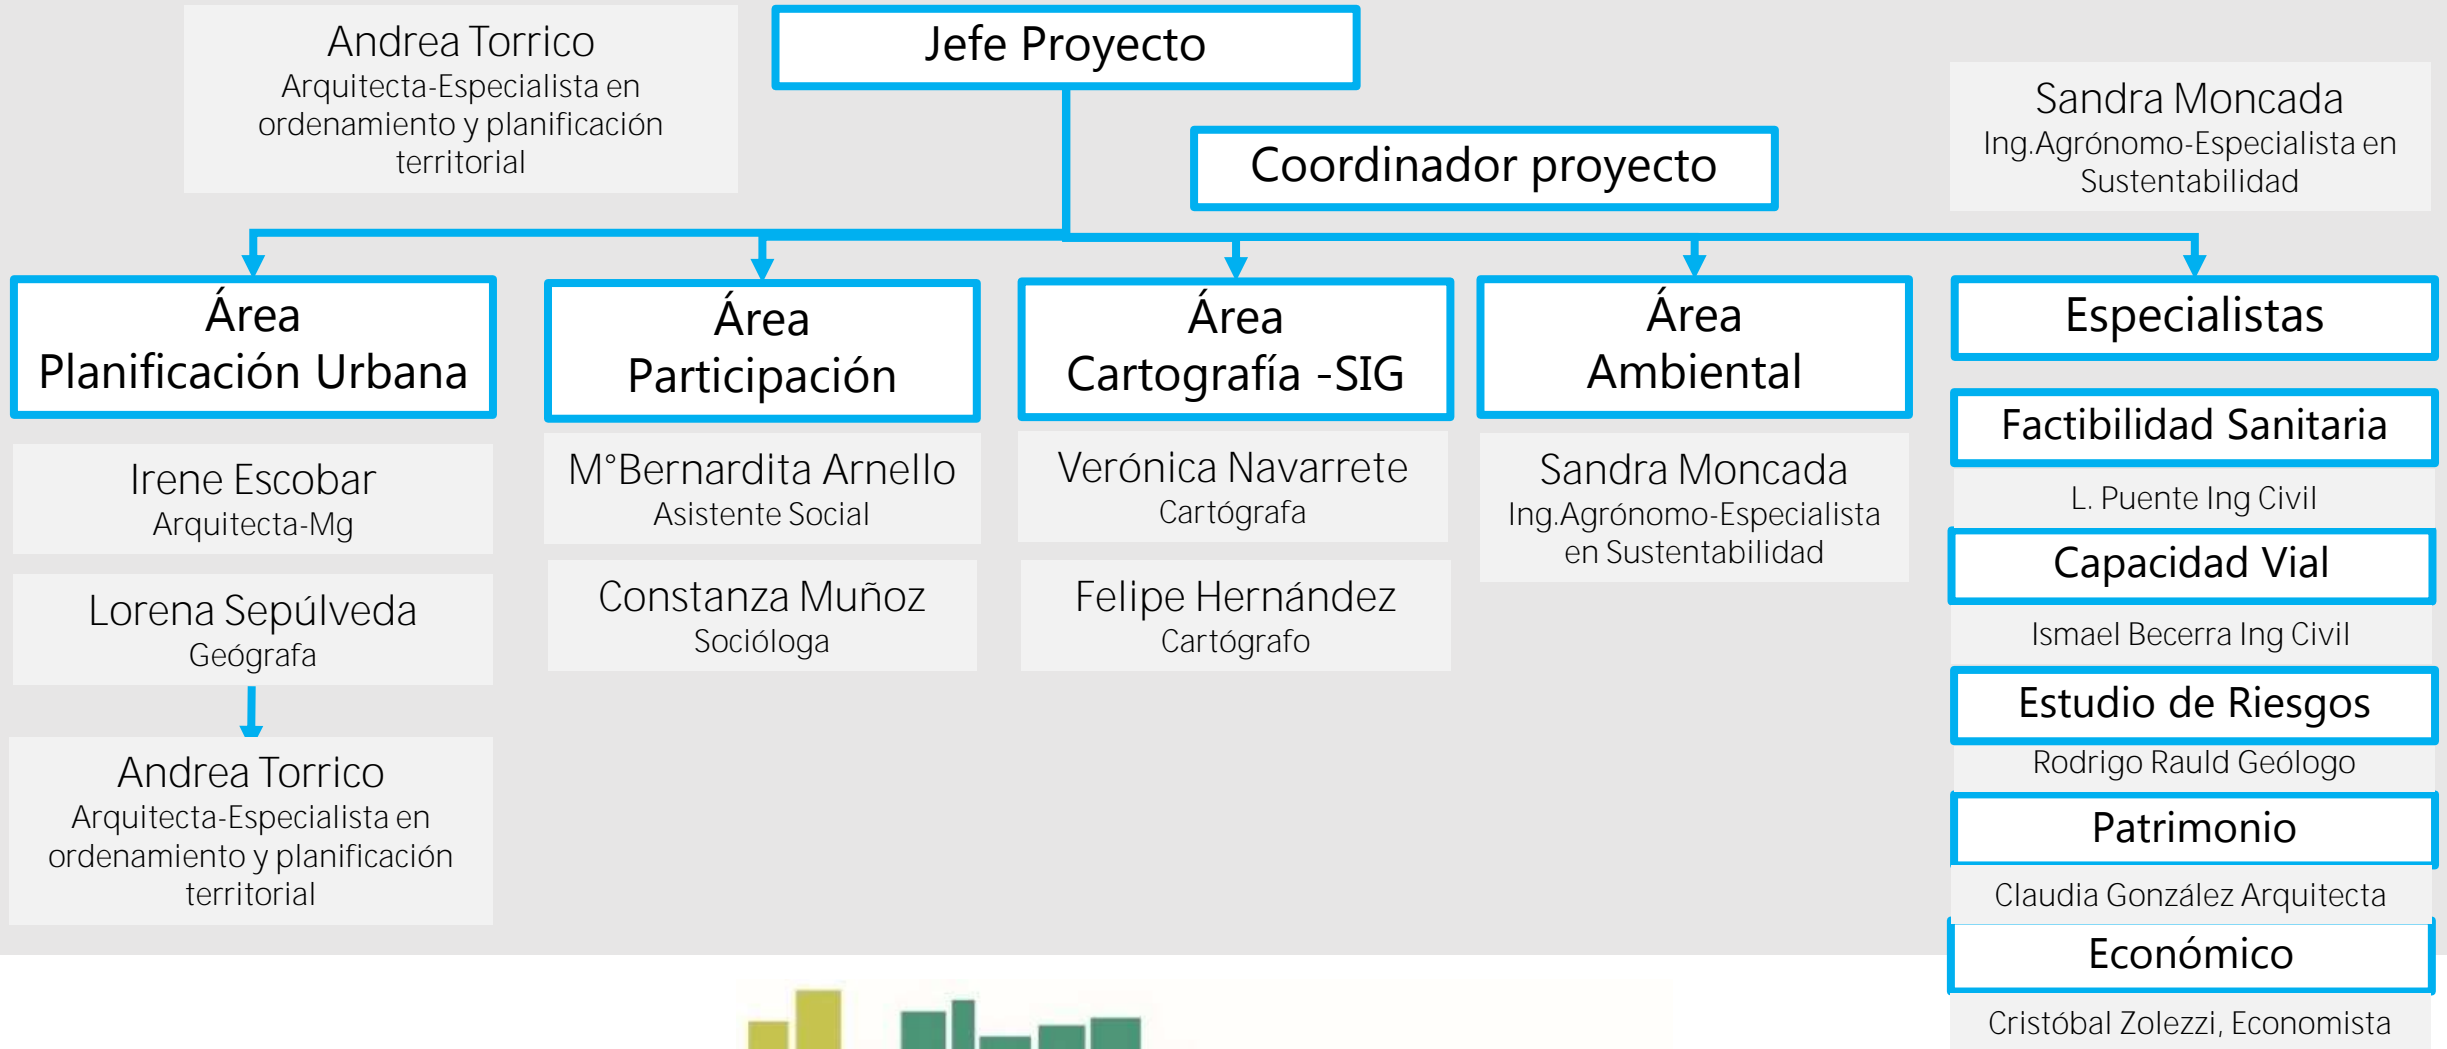 Andrea Torrico
Arquitecta-Especialista en
ordenamiento y planificación
territorial
Jefe Proyecto
Coordinador proyecto
Sandra Moncada
Ing.Agrónomo-Especialista en
Sustentabilidad
Área
Planificación Urbana
Irene Escobar
Arquitecta-Mg
Lorena Sepúlveda
Geógrafa
Andrea Torrico
Arquitecta-Especialista en
ordenamiento y planificación
territorial
Área
Participación
M°Bernardita Arnello
Asistente Social
Constanza Muñoz
Socióloga
Área
Cartografía -SIG
Verónica Navarrete
Cartógrafa
Felipe Hernández
Cartógrafo
Área
Ambiental
Sandra Moncada
Ing.Agrónomo-Especialista
en Sustentabilidad
Especialistas
Factibilidad Sanitaria
L. Puente Ing Civil
Capacidad Vial
Ismael Becerra Ing Civil
Estudio de Riesgos
Rodrigo Rauld Geólogo
Patrimonio
Claudia González Arquitecta
Económico
Cristóbal Zolezzi, Economista